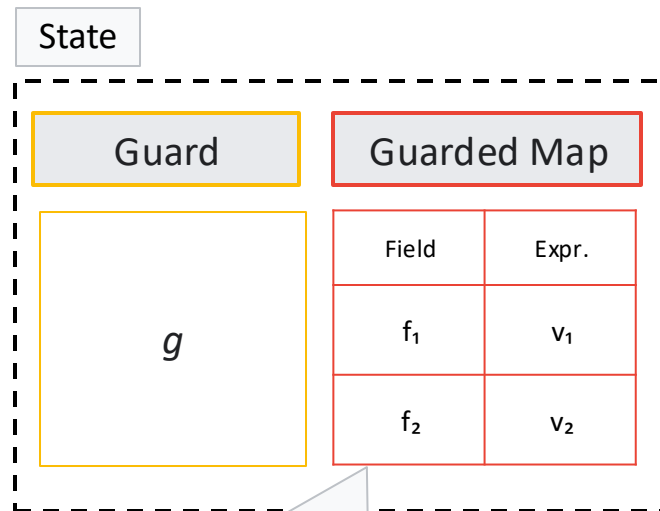 State
Guard Guarded Map
Field Expr.
g
f₁ v₁
f₂ v₂